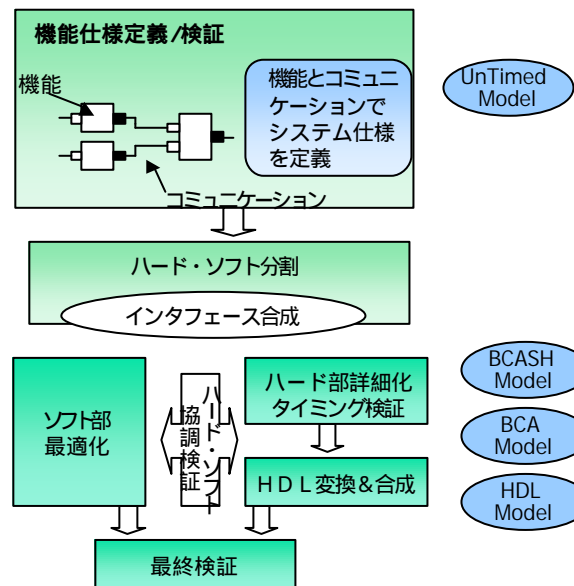 機能仕様定義/検証
機能
機能とコミュニ
ケーションで
システム仕様
を定義
コミュニケーション
UnTimed
Model
ハード・ソフト分割
インタフェース合成
ソフト部
最適化
ハード・ソフト
協調検証
ハード部詳細化
タイミング検証
HDL変換&合成
BCASH
Model
BCA
Model
HDL
Model
最終検証